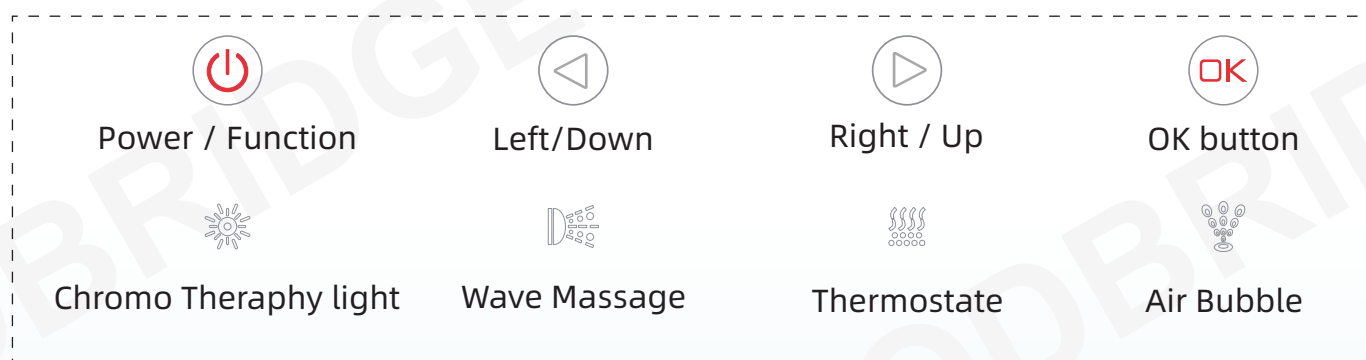 OK
Power / Function
Left/Down
Right / Up
OK button
Chromo Theraphy light
Wave Massage
Thermostate
Air Bubble